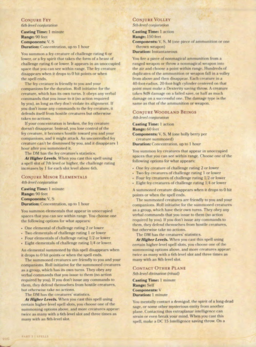 CONJURE FEY
6th-level conjuration
Casting Time: 1 minute
Range: 90 feet
Components: V, S
Duration: Concentration, up to 1 hour
You summon a fey creature of challenge rating 6 or
lower, or a fey spirit that takes the form of a beast of
challenge rating 6 or lower. It appears in an unoccupied
space that you can see within range. The fey creature
disappears when it drops to 0 hit points or when
the spell ends.
The fey creature is friendly to you and your
companions for the duration. Roll initiative for the
creature, which has its own turns. It obeys any verbal
commands that you issue to it (no action required
by you), as long as they don't violate its alignment. If
you don't issue any commands to the fey creature, it
defends itself from hostile creatures but otherwise
takes no actions.
If your concentration is broken, the fey creature
doesn't disappear. Instead, you lose control of the
fey creature, it becomes hostile toward you and your
companions, and it might attack. An uncontrolled fey
creature can't be dismissed by you, and it disappears 1
hour after you summoned it.
The DM has the fey creature's statistics.
At Higher Levels. When you cast this spell using
a spell slot of 7th level or higher, the challenge rating
increases by 1 for each slot level above 6th.
CONJURE MINOR ELEMENTALS
4th-level conjuration
Casting Time: 1 minute
Range: 90 feet
Components: V, S
Duration: Concentration, up to 1 hour
You summon elementals that appear in unoccupied
spaces that you can see within range. You choose one
the following options for what appears:
• One elemental of challenge rating 2 or lower
• Two elementals of challenge rating 1 or lower
• Four elementals of challenge rating 1/2 or lower
• Eight elementals of challenge rating 1/4 or lower
An elemental summoned by this spell disappears when
it drops to 0 hit points or when the spell ends.
The summoned creatures are friendly to you and your
companions. Roll initiative for the summoned creatures
as a group, which has its own turns. They obey any
verbal commands that you issue to them (no action
required by you). If you don't issue any commands to
them, they defend themselves from hostile creatures,
but otherwise take no actions.
The DM has the creatures' statistics.
At Higher Levels. When you cast this spell using
certain higher-level spell slots, you choose one of the
summoning options above, and more creatures appear:
twice as many with a 6th-level slot and three times as
many with an 8th-level slot.
CONJURE VOLLEY
5th-level conjuration
Casting Time: 1 action
Range: 150 feet
Components: V, S, M (one piece of ammunition or one
thrown weapon)
Duration: Instantaneous
You fire a piece of nonmagical ammunition from a
ranged weapon or throw a nonmagical weapon into
the air and choose a point within range. Hundreds of
duplicates of the ammunition or weapon fall in a volley
from above and then disappear. Each creature in a
40-foot-radius, 20-foot-high cylinder centered on that
point must make a Dexterity saving throw. A creature
takes 8d8 damage on a failed save, or half as much
damage on a successful one. The damage type is the
same as that of the ammunition or weapon.
CONJURE WOODLAND BEINGS
4th-level conjuration
Casting Time: 1 action
Range: 60 feet
Components: V, S, M (one holly berry per
creature summoned)
Duration: Concentration, up to 1 hour
You summon fey creatures that appear in unoccupied
spaces that you can see within range. Choose one of the
following options for what appears:
• One fey creature of challenge rating 2 or lower
• Two fey creatures of challenge rating 1 or lower
• Four fey creatures of challenge rating 1/2 or lower
• Eight fey creatures of challenge rating 1/4 or lower
A summoned creature disappears when it drops to 0 hit
points or when the spell ends.
The summoned creatures are friendly to you and your
companions. Roll initiative for the summoned creatures
as a group, which have their own turns. They obey any
verbal commands that you issue to them (no action
required by you). If you don't issue any commands to
them, they defend themselves from hostile creatures,
but otherwise take no actions.
The DM has the creatures' statistics.
At Higher Levels. When you cast this spell using
certain higher-level spell slots, you choose one of the
summoning options above, and more creatures appear:
twice as many with a 6th-level slot and three times as
many with an 8th-level slot.
CONTACT OTHER PLANE
5th-level divination (ritual)
Casting Time: 1 minute
Range: Self
Components: V
Duration: 1 minute
You mentally contact a demigod, the spirit of a long-dead
sage, or some other mysterious entity from another
plane. Contacting this extraplanar intelligence can
strain or even break your mind. When you cast this
spell, make a DC 15 Intelligence saving throw. On a